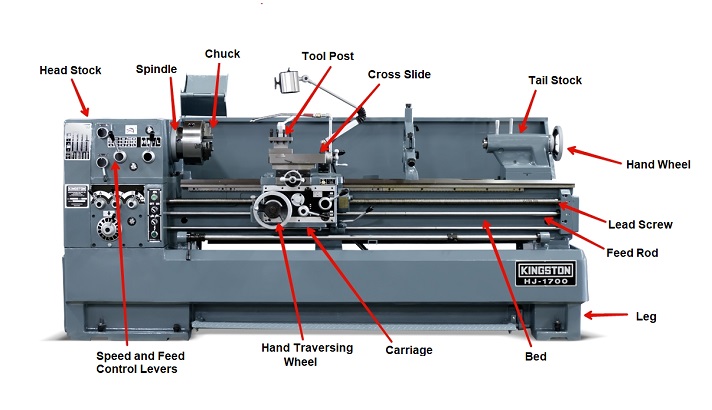 Chuck
Tool Post
Spindle
Cross Slide
Head Stock
Tail Stock
Hand Wheel
KINGSTON
Lead Screw
Feed Rod
KINGSTON
HJ-1700
Leg
Speed and Feed
Control Levers
Hand Traversing
Wheel
Carriage
Bed